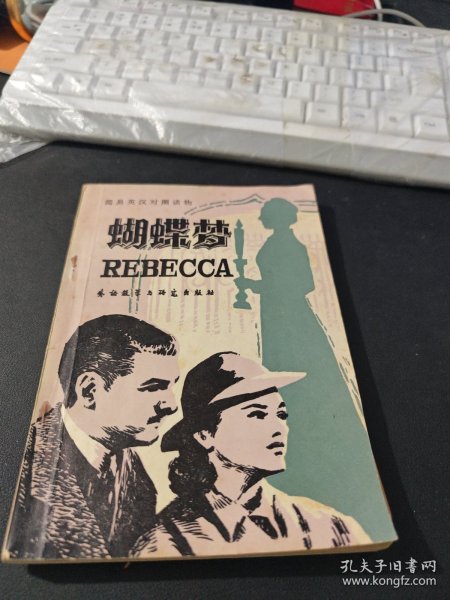 简易英汉对照读物
蝴蝶梦
REBECCA
外语教学与研究出版社
孔夫子旧书网
www.kongfz.com